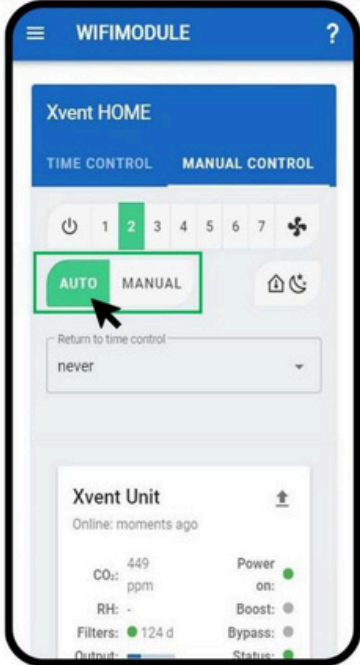 WIFIMODULE ?
Xvent HOME
TIME CONTROL MANUAL CONTROL
1 2 3 4 5 6 7
AUTO MANUAL
Return to time control
never
Xvent Unit
Online: moments ago
CO₂: 449 ppm Power on:
RH: - Boost:
Filters: 124 d Bypass:
Output: Status: